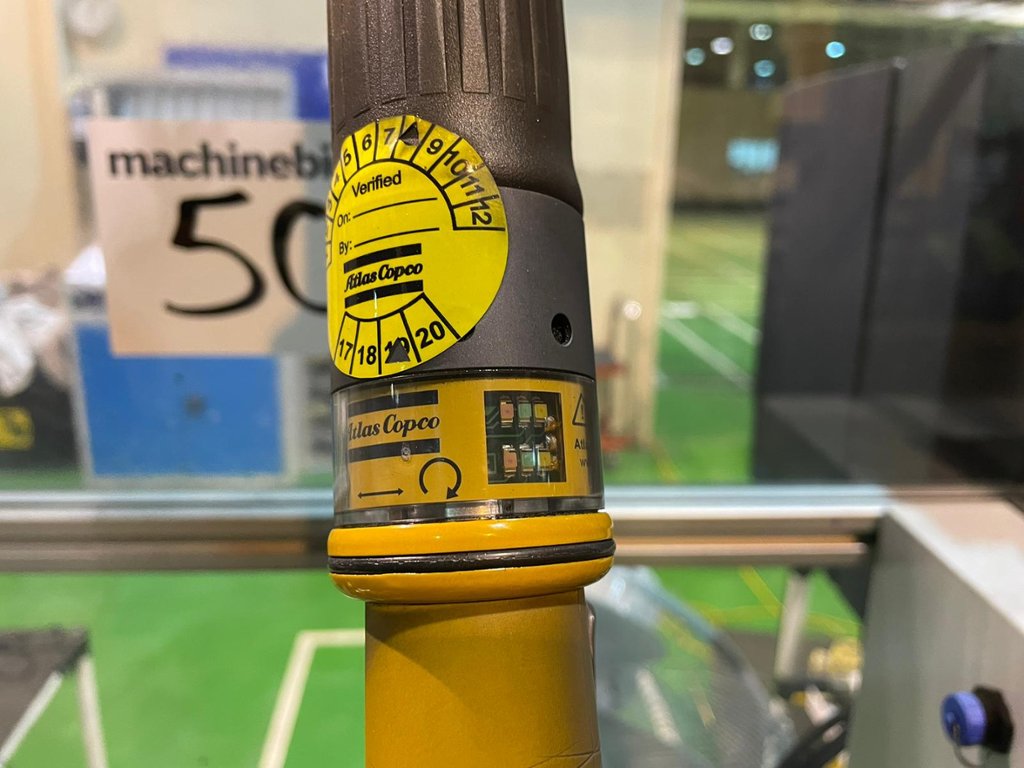 machinebi
50
5 6 7 9 10 11 12
Verified
On:
By:
Atlas Copco
17 18 19 20
Atlas Copco